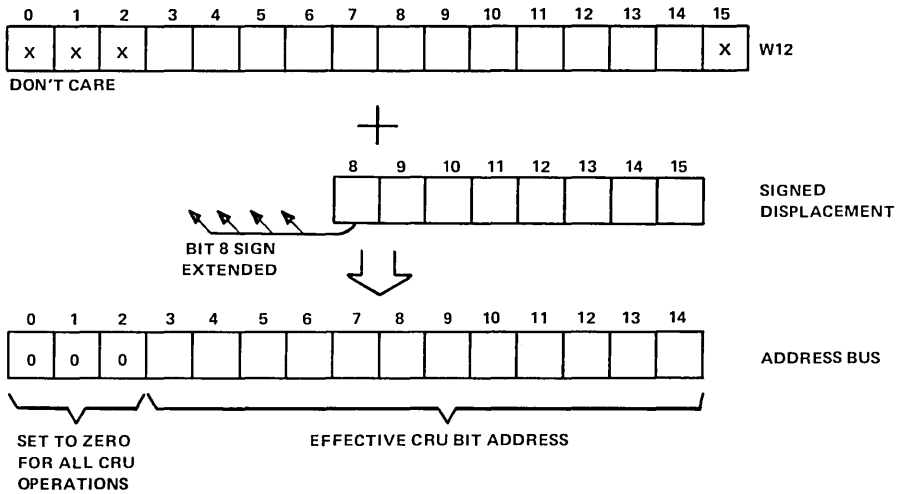 0 1 2 3 4 5 6 7 8 9 10 11 12 13 14 15
X X X X W12
DON'T CARE
+
8 9 10 11 12 13 14 15
SIGNED
DISPLACEMENT
BIT 8 SIGN
EXTENDED
0 1 2 3 4 5 6 7 8 9 10 11 12 13 14
0 0 0 ADDRESS BUS
SET TO ZERO
FOR ALL CRU
OPERATIONS
EFFECTIVE CRU BIT ADDRESS